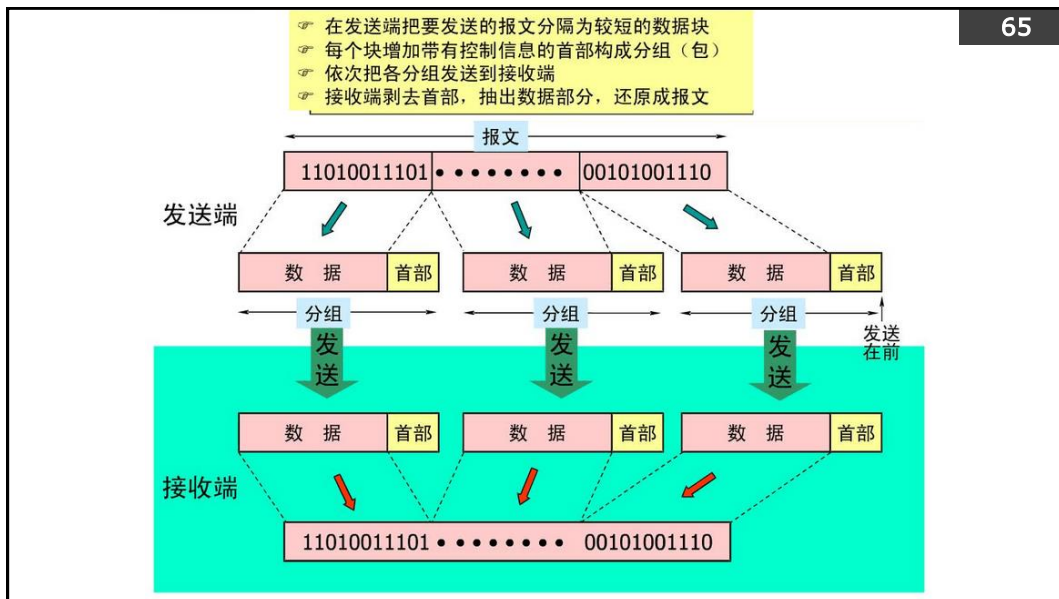 65
☞ 在发送端把要发送的报文分隔为较短的数据块
☞ 每个块增加带有控制信息的首部构成分组（包）
☞ 依次把各分组发送到接收端
☞ 接收端剥去首部，抽出数据部分，还原成报文
报文
11010011101 ● ● ● ● ● ● ● ● 00101001110
发送端
数 据 首部 数 据 首部 数 据 首部
分组 分组 分组
发送 发送 发送
发送
在前
数 据 首部 数 据 首部 数 据 首部
接收端
11010011101 ● ● ● ● ● ● ● ● 00101001110